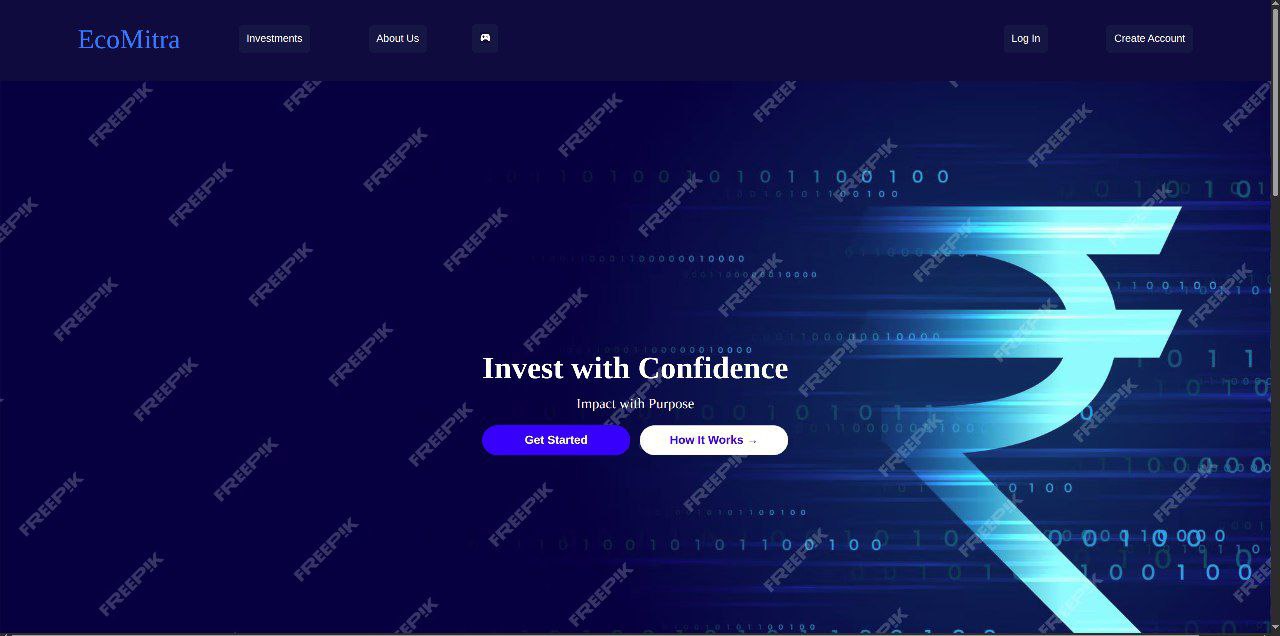 EcoMitra
Investments
About Us
Log In
Create Account
Invest with Confidence
Impact with Purpose
Get Started
How It Works →
FREEPIK
₹